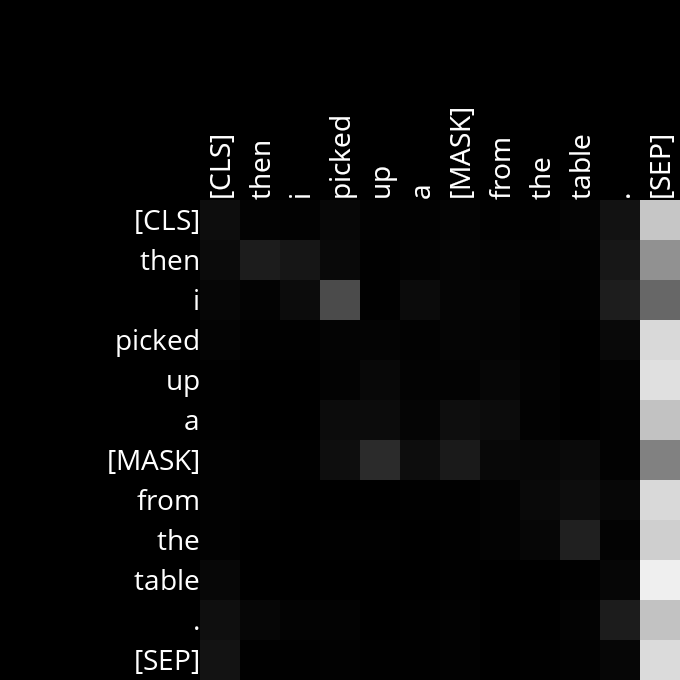 [CLS] then i picked up a [MASK] from the table . [SEP]
[CLS]
then
i
picked
up
a
[MASK]
from
the
table
.
[SEP]